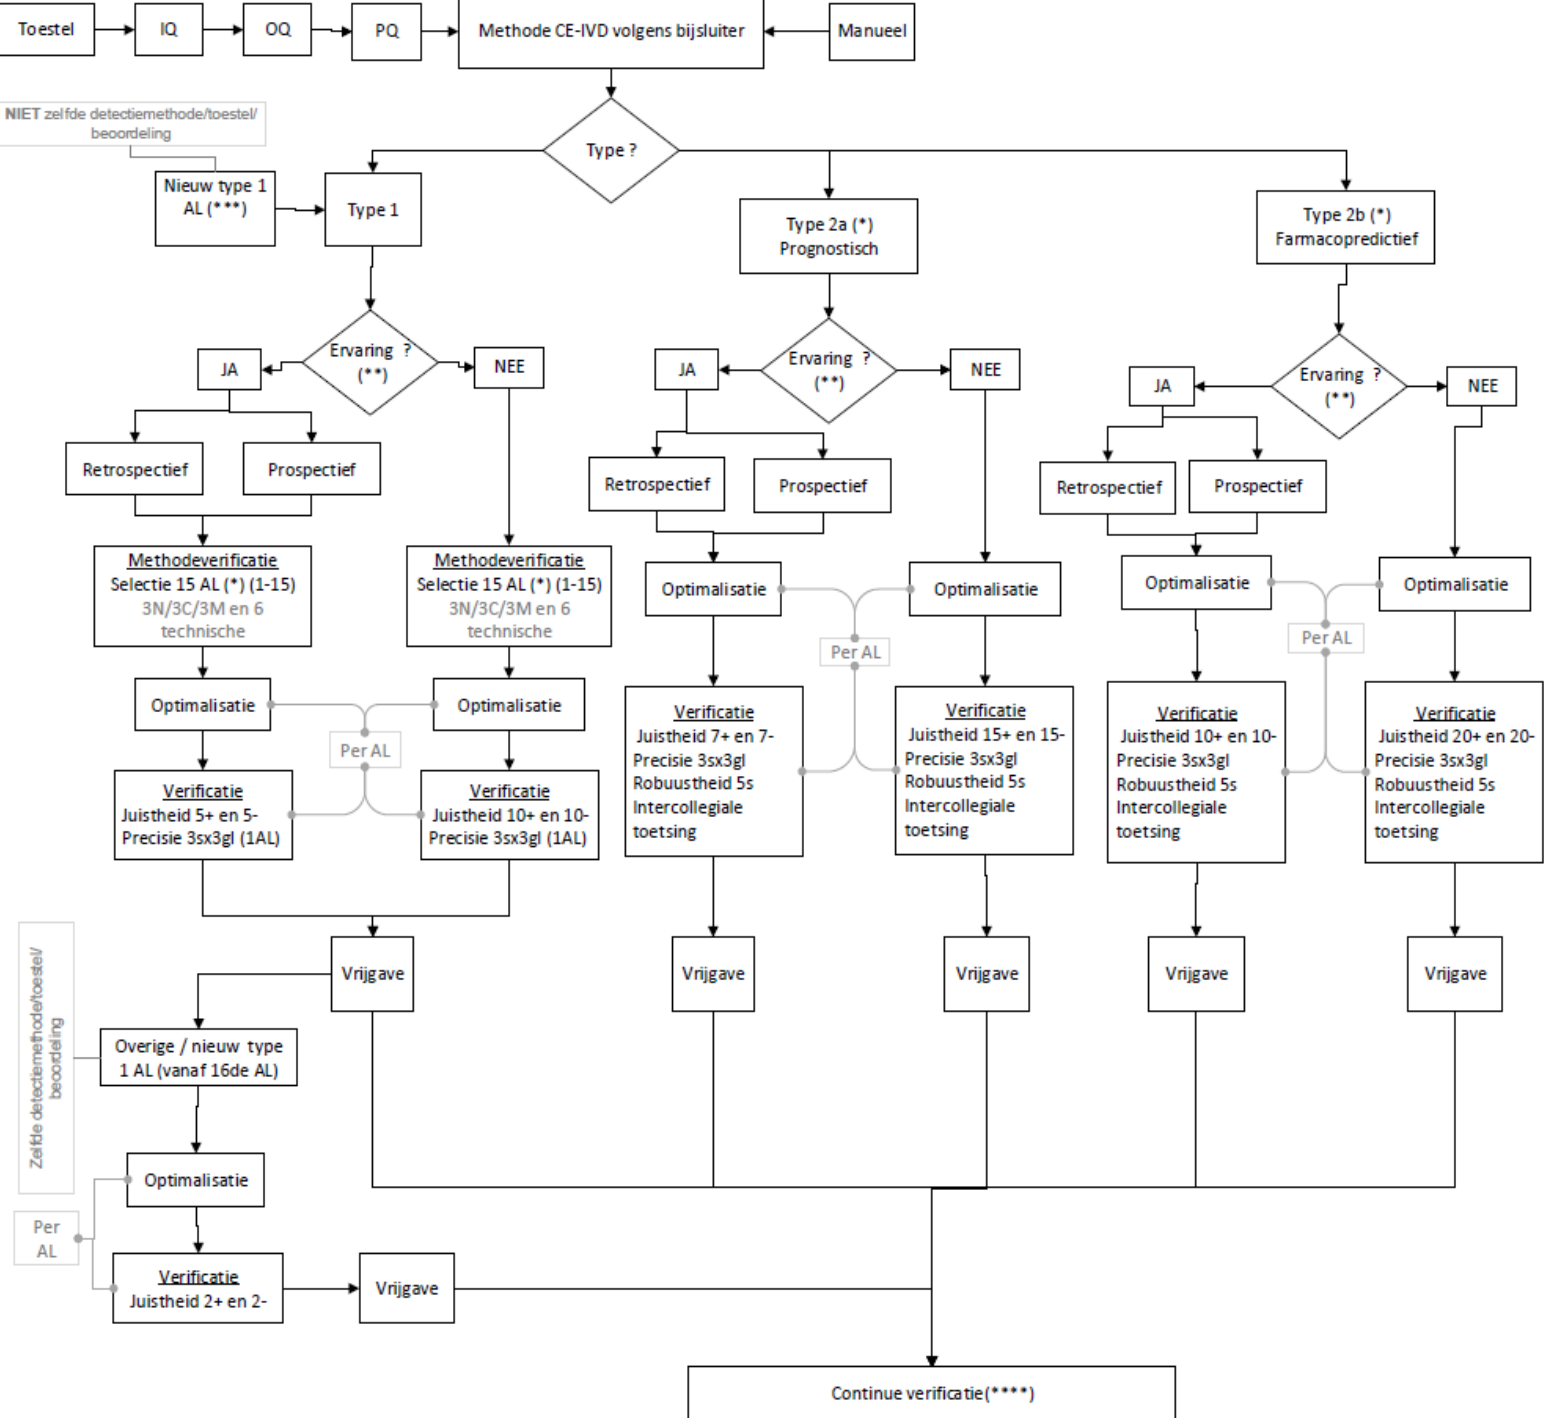 Toestel
IQ
OQ
PQ
Methode CE-IVD volgens bijsluiter
Manueel
NIET zelfde detectiemethode/toestel/
beoordeling
Type ?
Nieuw type 1
AL (***)
Type 1
Type 2a (*)
Prognostisch
Type 2b (*)
Farmacopredictief
JA
Ervaring ?
(**)
NEE
JA
Ervaring ?
(**)
NEE
JA
Ervaring ?
(**)
NEE
Retrospectief
Prospectief
Retrospectief
Prospectief
Retrospectief
Prospectief
Methodeverificatie
Selectie 15 AL (*) (1-15)
3N/3C/3M en 6
technische
Methodeverificatie
Selectie 15 AL (*) (1-15)
3N/3C/3M en 6
technische
Optimalisatie
Optimalisatie
Optimalisatie
Optimalisatie
Per AL
Per AL
Optimalisatie
Optimalisatie
Per AL
Verificatie
Juistheid 5+ en 5-
Precisie 3sx3gl (1AL)
Verificatie
Juistheid 10+ en 10-
Precisie 3sx3gl (1AL)
Verificatie
Juistheid 7+ en 7-
Precisie 3sx3gl
Robuustheid 5s
Intercollegiale
toetsing
Verificatie
Juistheid 15+ en 15-
Precisie 3sx3gl
Robuustheid 5s
Intercollegiale
toetsing
Verificatie
Juistheid 10+ en 10-
Precisie 3sx3gl
Robuustheid 5s
Intercollegiale
toetsing
Verificatie
Juistheid 20+ en 20-
Precisie 3sx3gl
Robuustheid 5s
Intercollegiale
toetsing
Vrijgave
Vrijgave
Vrijgave
Vrijgave
Vrijgave
Zelfde detectiemethode/toestel/
beoordeling
Overige / nieuw type
1 AL (vanaf 16de AL)
Optimalisatie
Per
AL
Verificatie
Juistheid 2+ en 2-
Vrijgave
Continue verificatie(****)